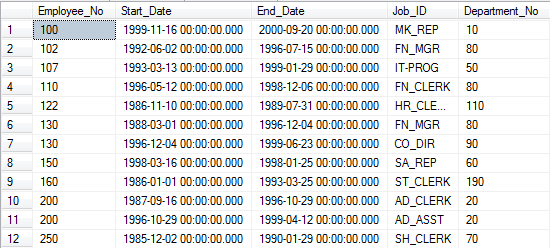 Employee_No Start_Date End_Date Job_ID Department_No
1 100 1999-11-16 00:00:00.000 2000-09-20 00:00:00.000 MK_REP 10
2 102 1992-06-02 00:00:00.000 1996-07-15 00:00:00.000 FN_MGR 80
3 107 1993-03-13 00:00:00.000 1999-01-29 00:00:00.000 IT-PROG 50
4 110 1996-05-12 00:00:00.000 1998-12-06 00:00:00.000 FN_CLERK 80
5 122 1986-11-10 00:00:00.000 1989-07-31 00:00:00.000 HR_CLE... 110
6 130 1988-03-01 00:00:00.000 1996-12-04 00:00:00.000 FN_MGR 80
7 130 1996-12-04 00:00:00.000 1999-06-23 00:00:00.000 CO_DIR 90
8 150 1998-03-16 00:00:00.000 1998-01-25 00:00:00.000 SA_REP 60
9 160 1986-01-01 00:00:00.000 1993-03-25 00:00:00.000 ST_CLERK 190
10 200 1987-09-16 00:00:00.000 1996-10-29 00:00:00.000 AD_CLERK 20
11 200 1996-10-29 00:00:00.000 1999-04-12 00:00:00.000 AD_ASST 20
12 250 1985-12-02 00:00:00.000 1990-01-29 00:00:00.000 SH_CLERK 70